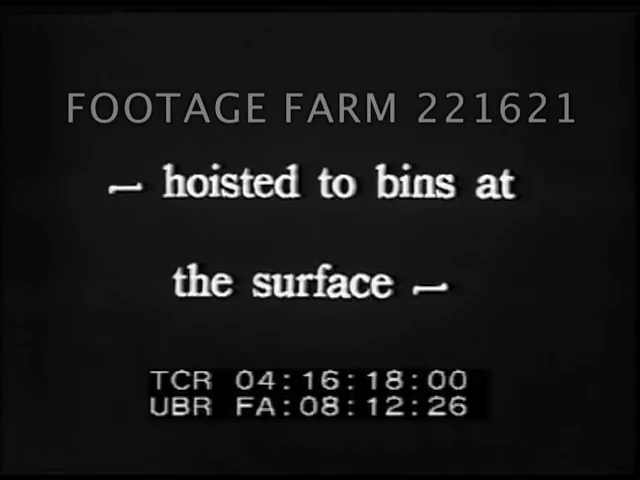 FOOTAGE FARM 221621
– hoisted to bins at
the surface –
TCR 04:16:18:00
UBR FA:08:12:26